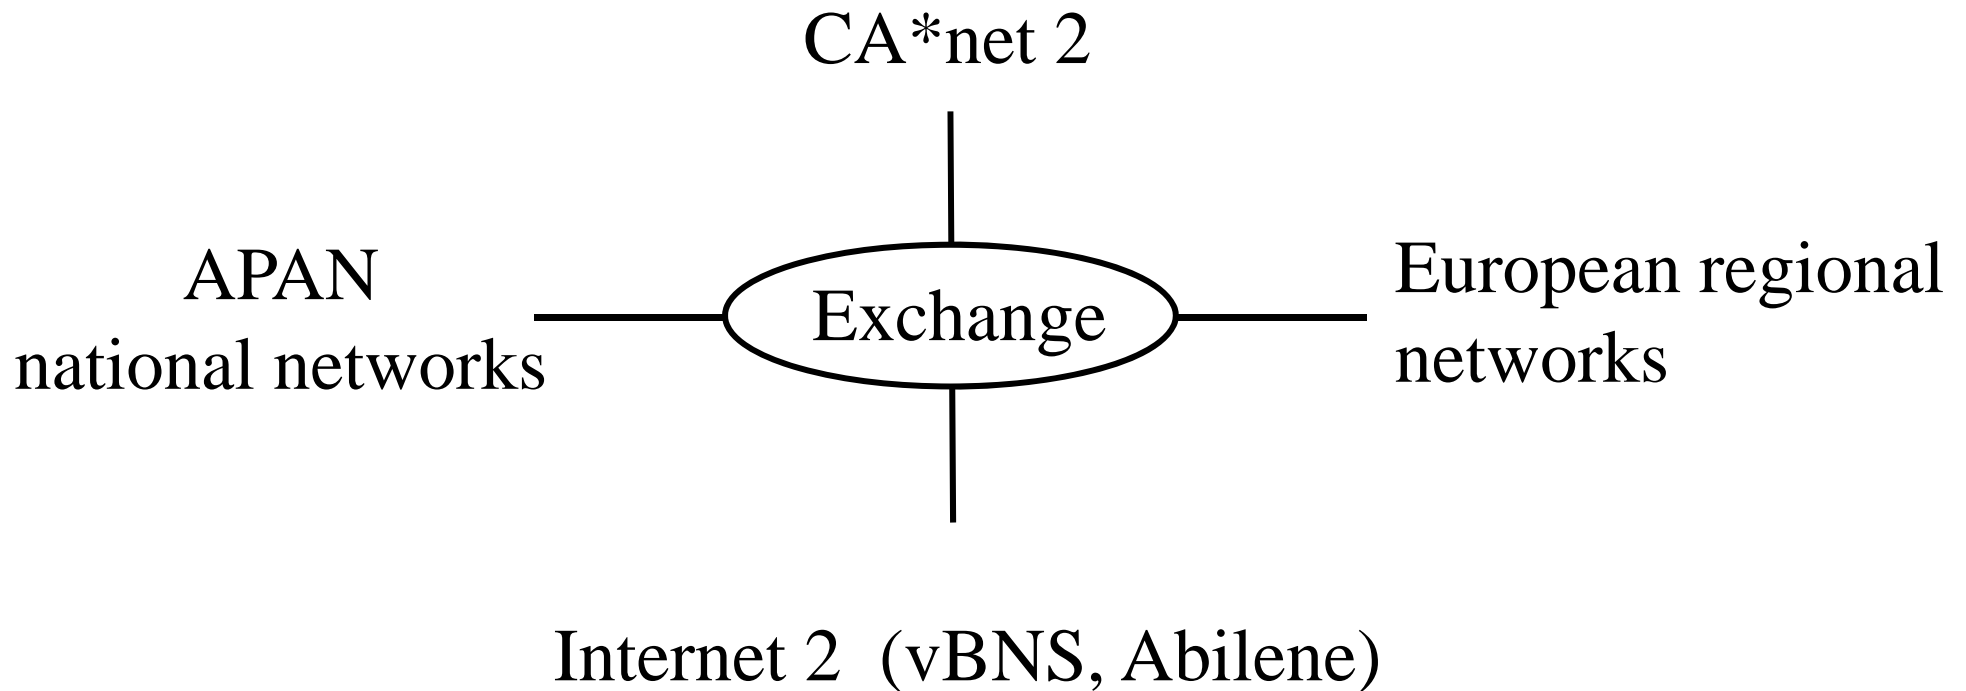 CA*net 2
APAN
national networks
Exchange
European regional
networks
Internet 2  (vBNS, Abilene)